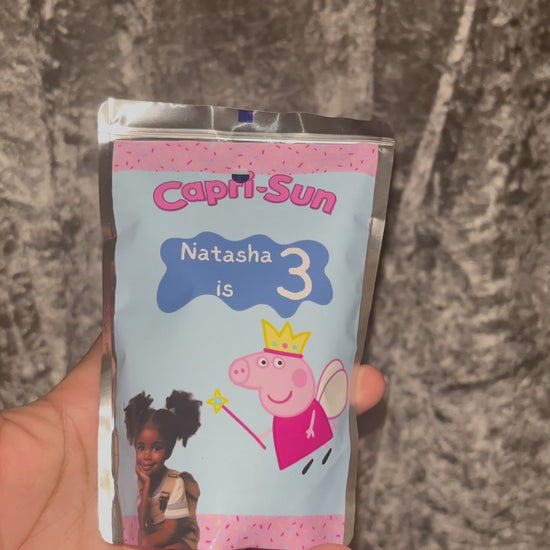 Capri-Sun
Natasha
is 3